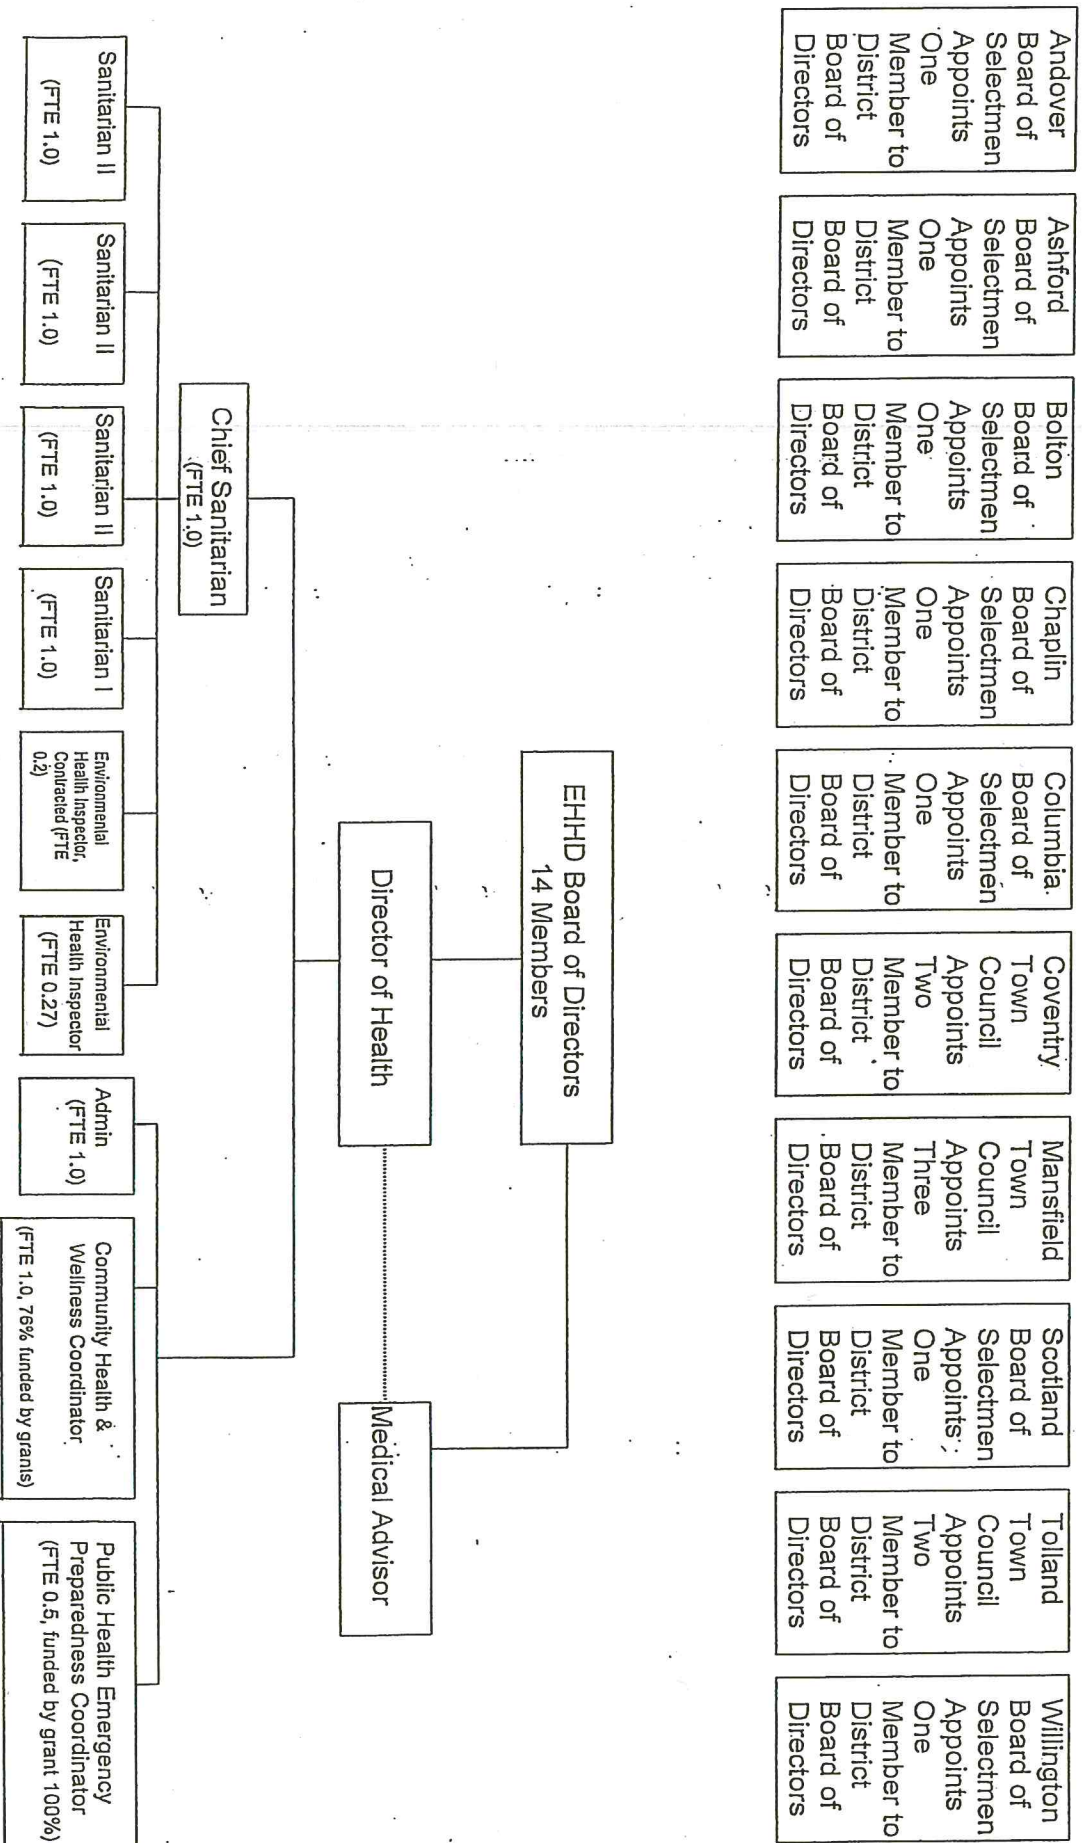 Andover
Board of
Selectmen
Appoints
One
Member to
District
Board of
Directors
Ashford
Board of
Selectmen
Appoints
One
Member to
District
Board of
Directors
Bolton
Board of
Selectmen
Appoints
One
Member to
District
Board of
Directors
Chaplin
Board of
Selectmen
Appoints
One
Member to
District
Board of
Directors
Columbia
Board of
Selectmen
Appoints
One
Member to
District
Board of
Directors
Coventry
Town
Council
Appoints
Two
Member to
District
Board of
Directors
Mansfield
Town
Council
Appoints
Three
Member to
District
Board of
Directors
Scotland
Board of
Selectmen
Appoints
One
Member to
District
Board of
Directors
Tolland
Town
Council
Appoints
Two
Member to
District
Board of
Directors
Willington
Board of
Selectmen
Appoints
One
Member to
District
Board of
Directors
EHHD Board of Directors
14 Members
Director of Health
Medical Advisor
Chief Sanitarian
(FTE 1.0)
Sanitarian II
(FTE 1.0)
Sanitarian II
(FTE 1.0)
Sanitarian II
(FTE 1.0)
Sanitarian I
(FTE 1.0)
Environmental
Health Inspector,
Contracted (FTE
0.2)
Environmental
Health Inspector
(FTE 0.27)
Admin
(FTE 1.0)
Community Health &
Wellness Coordinator
(FTE 1.0, 76% funded by grants)
Public Health Emergency
Preparedness Coordinator
(FTE 0.5, funded by grant 100%)